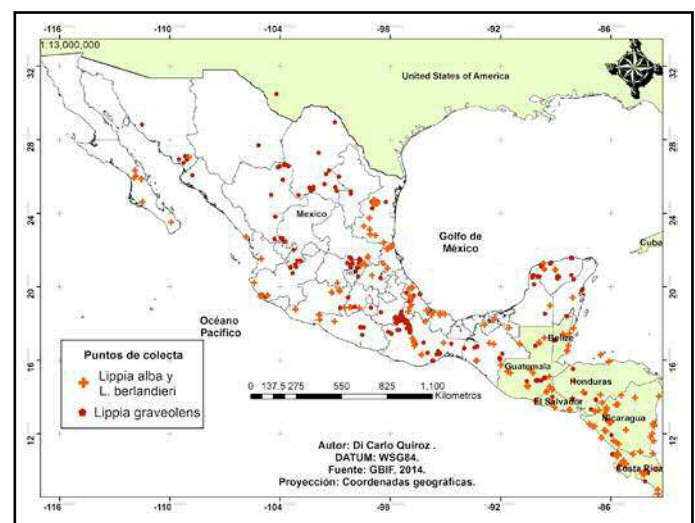 -116
-110
-104
-98
-92
-86
1:13,000,000
32
28
24
20
16
12
United States of America
Mexico
Golfo de
México
Cuba
Océano
Pacífico
Belize
Guatemala
Honduras
El Salvador
Nicaragua
Costa Rica
Puntos de colecta
Lippia alba y
L. berlandieri
Lippia graveolens
0 137.5 275 550 825 1,100
Kilometros
Autor: Di Carlo Quiroz .
DATUM: WSG84.
Fuente: GBIF, 2014.
Proyección: Coordenadas geográficas.
32
28
24
20
16
12
-116
-110
-104
-98
-92
-86